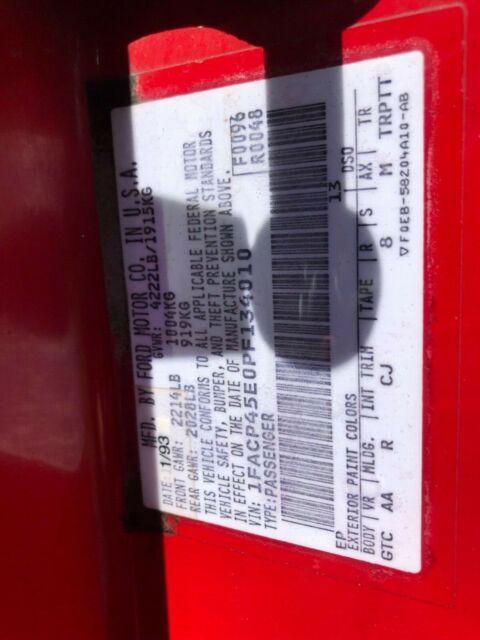 MFD. BY FORD MOTOR CO. IN U.S.A.
DATE: 1/93 GVWR: 4222LB/1915KG
FRONT GAWR: 2214LB 1004KG
REAR GAWR: 2028LB 919KG
THIS VEHICLE CONFORMS TO ALL APPLICABLE FEDERAL MOTOR
VEHICLE SAFETY, BUMPER, AND THEFT PREVENTION STANDARDS
IN EFFECT ON THE DATE OF MANUFACTURE SHOWN ABOVE.
VIN: 1FACP45E0PF134010 F0096
TYPE: PASSENGER R0048
EP 13 DSO
EXTERIOR PAINT COLORS
BODY VR MLDG. INT TRIM TAPE R S AX TR
GTC AA R CJ 8 M TRPTT
▽F0EB-58204A10-AB